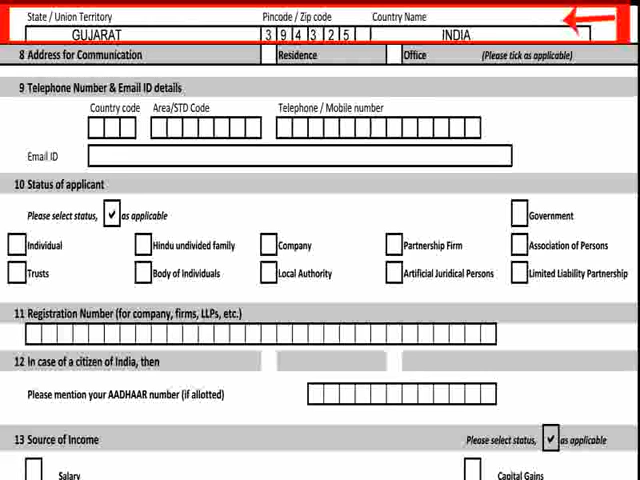 State / Union Territory Pincode / Zip code Country Name
GUJARAT 3 9 4 3 2 5 INDIA
8 Address for Communication Residence Office (Please tick as applicable)
9 Telephone Number & Email ID details
Country code Area/STD Code Telephone / Mobile number
Email ID
10 Status of applicant
Please select status, ✓ as applicable
Government
Individual Hindu undivided family Company Partnership Firm Association of Persons
Trusts Body of Individuals Local Authority Artificial Juridical Persons Limited Liability Partnership
11 Registration Number (for company, firms, LLPs, etc.)
12 In case of a citizen of India, then
Please mention your AADHAAR number (if allotted)
13 Source of Income Please select status, ✓ as applicable
Salary Capital Gains